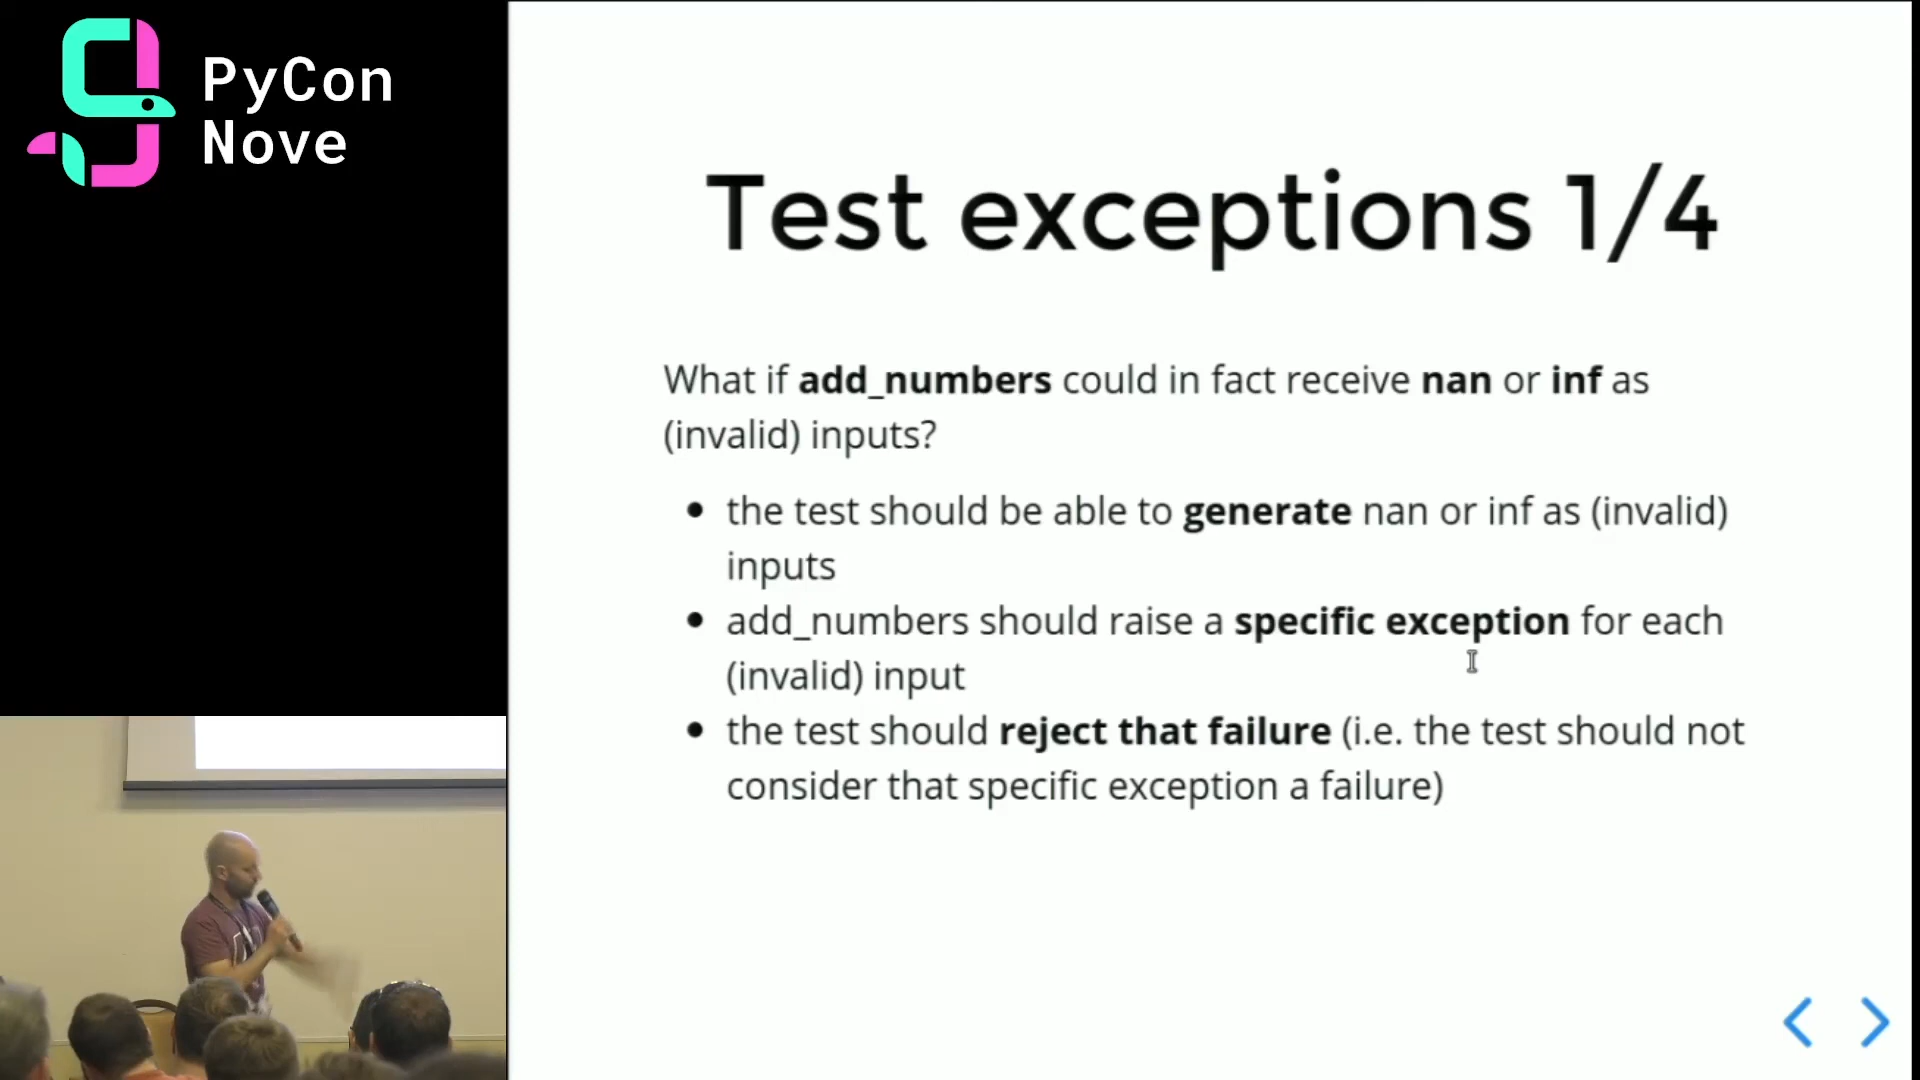 PyCon
Nove
Test exceptions 1/4
What if add_numbers could in fact receive nan or inf as
(invalid) inputs?
• the test should be able to generate nan or inf as (invalid)
inputs
• add_numbers should raise a specific exception for each
(invalid) input
• the test should reject that failure (i.e. the test should not
consider that specific exception a failure)